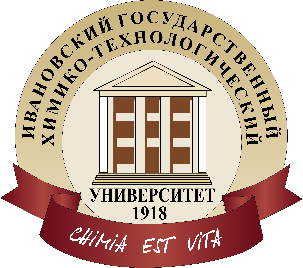 ИВАНОВСКИЙ ГОСУДАРСТВЕННЫЙ
ХИМИКО-ТЕХНОЛОГИЧЕСКИЙ
УНИВЕРСИТЕТ
1918
CHIMIA EST VITA